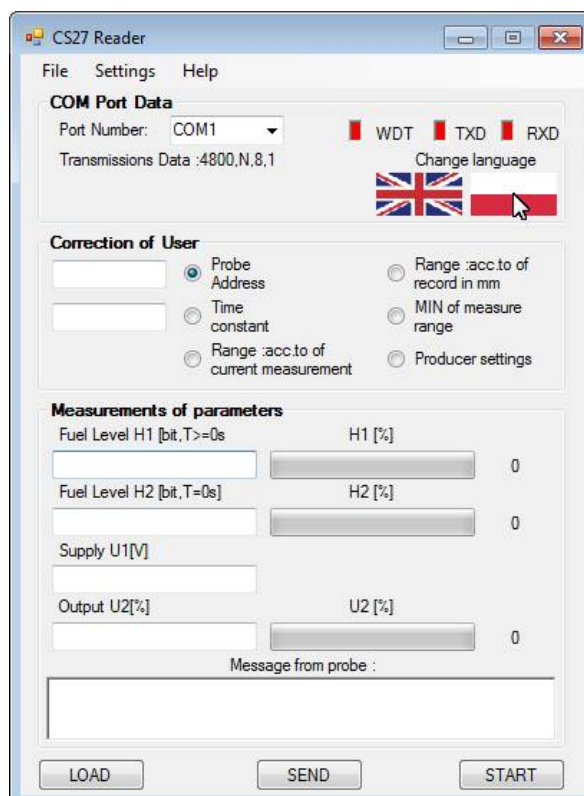 CS27 Reader
File Settings Help
COM Port Data
Port Number: COM1 WDT TXD RXD
Transmissions Data :4800,N,8,1 Change language
Correction of User
Probe
Address
Range :acc.to of
record in mm
Time
constant
MIN of measure
range
Range :acc.to of
current measurement
Producer settings
Measurements of parameters
Fuel Level H1 [bit,T>=0s H1 [%]
0
Fuel Level H2 [bit,T=0s] H2 [%]
0
Supply U1[V]
Output U2[%] U2 [%]
0
Message from probe :
LOAD SEND START